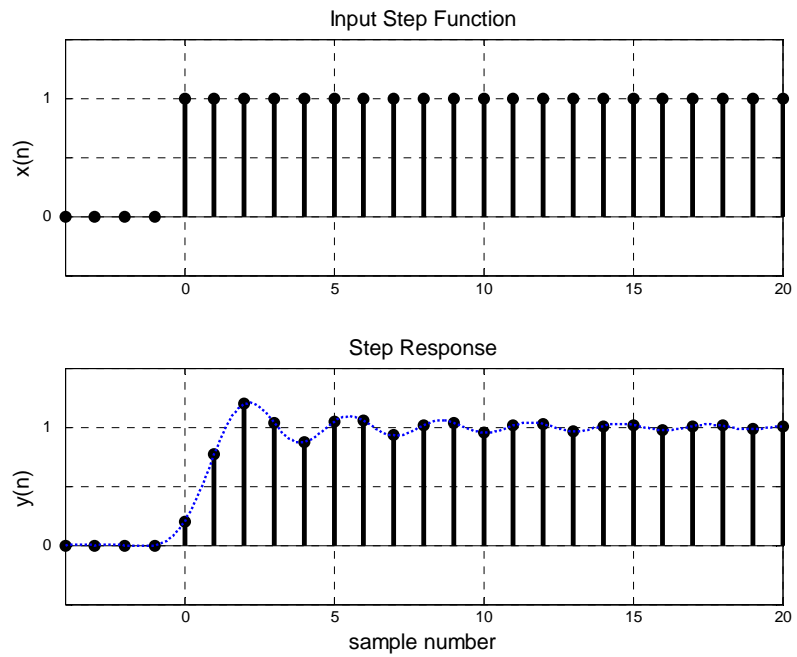 Input Step Function
1
0
x(n)
0 5 10 15 20
Step Response
1
0
y(n)
0 5 10 15 20
sample number